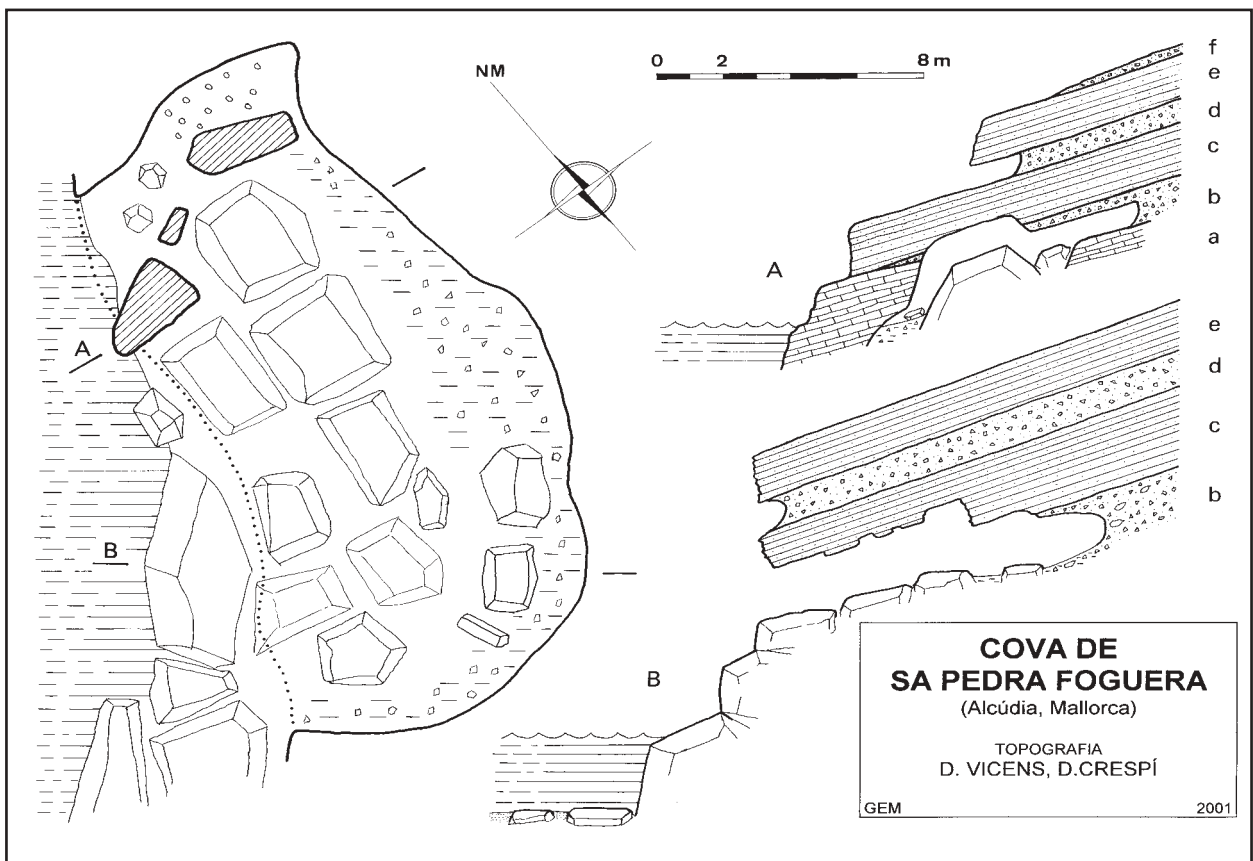 NM
0 2 8 m
f
e
d
c
b
a
A
e
d
c
b
B
A
B
COVA DE
SA PEDRA FOGUERA
(Alcúdia, Mallorca)
TOPOGRAFIA
D. VICENS, D.CRESPÍ
GEM 2001